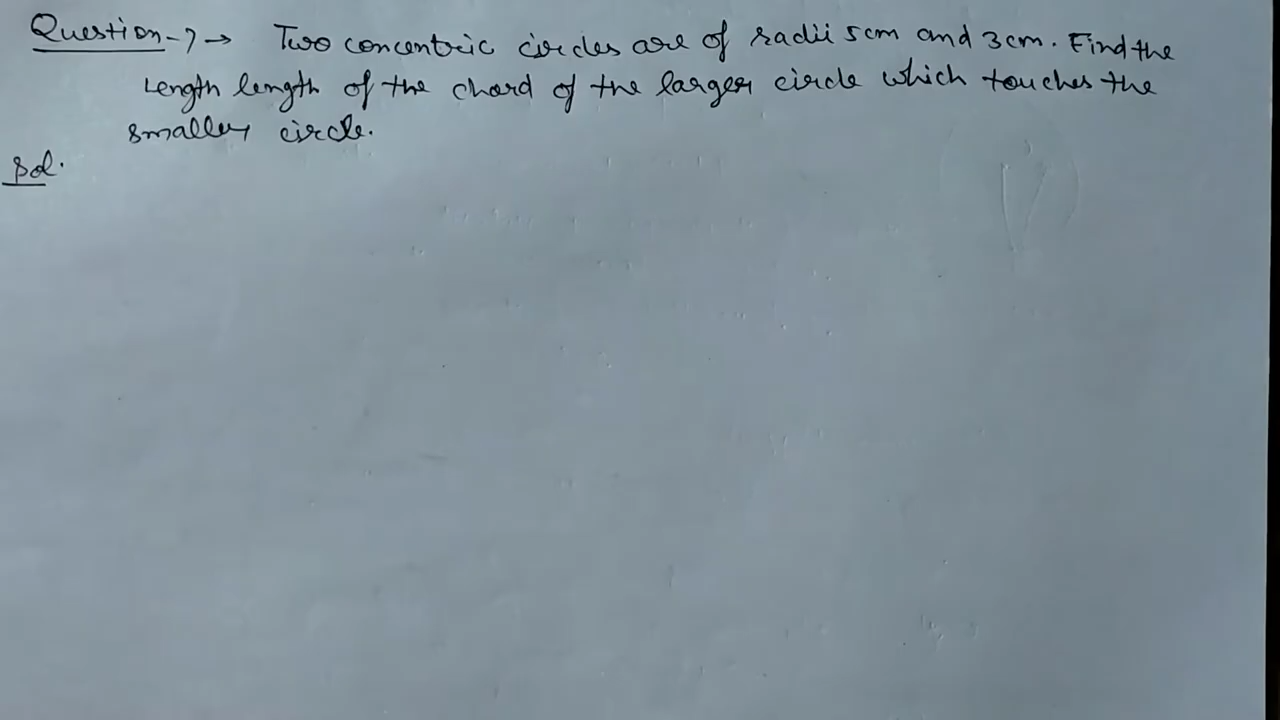 Question-7→ Two concentric circles are of radii 5cm and 3cm. Find the
Length length of the chord of the larger circle which touches the
smaller circle.
Sol.